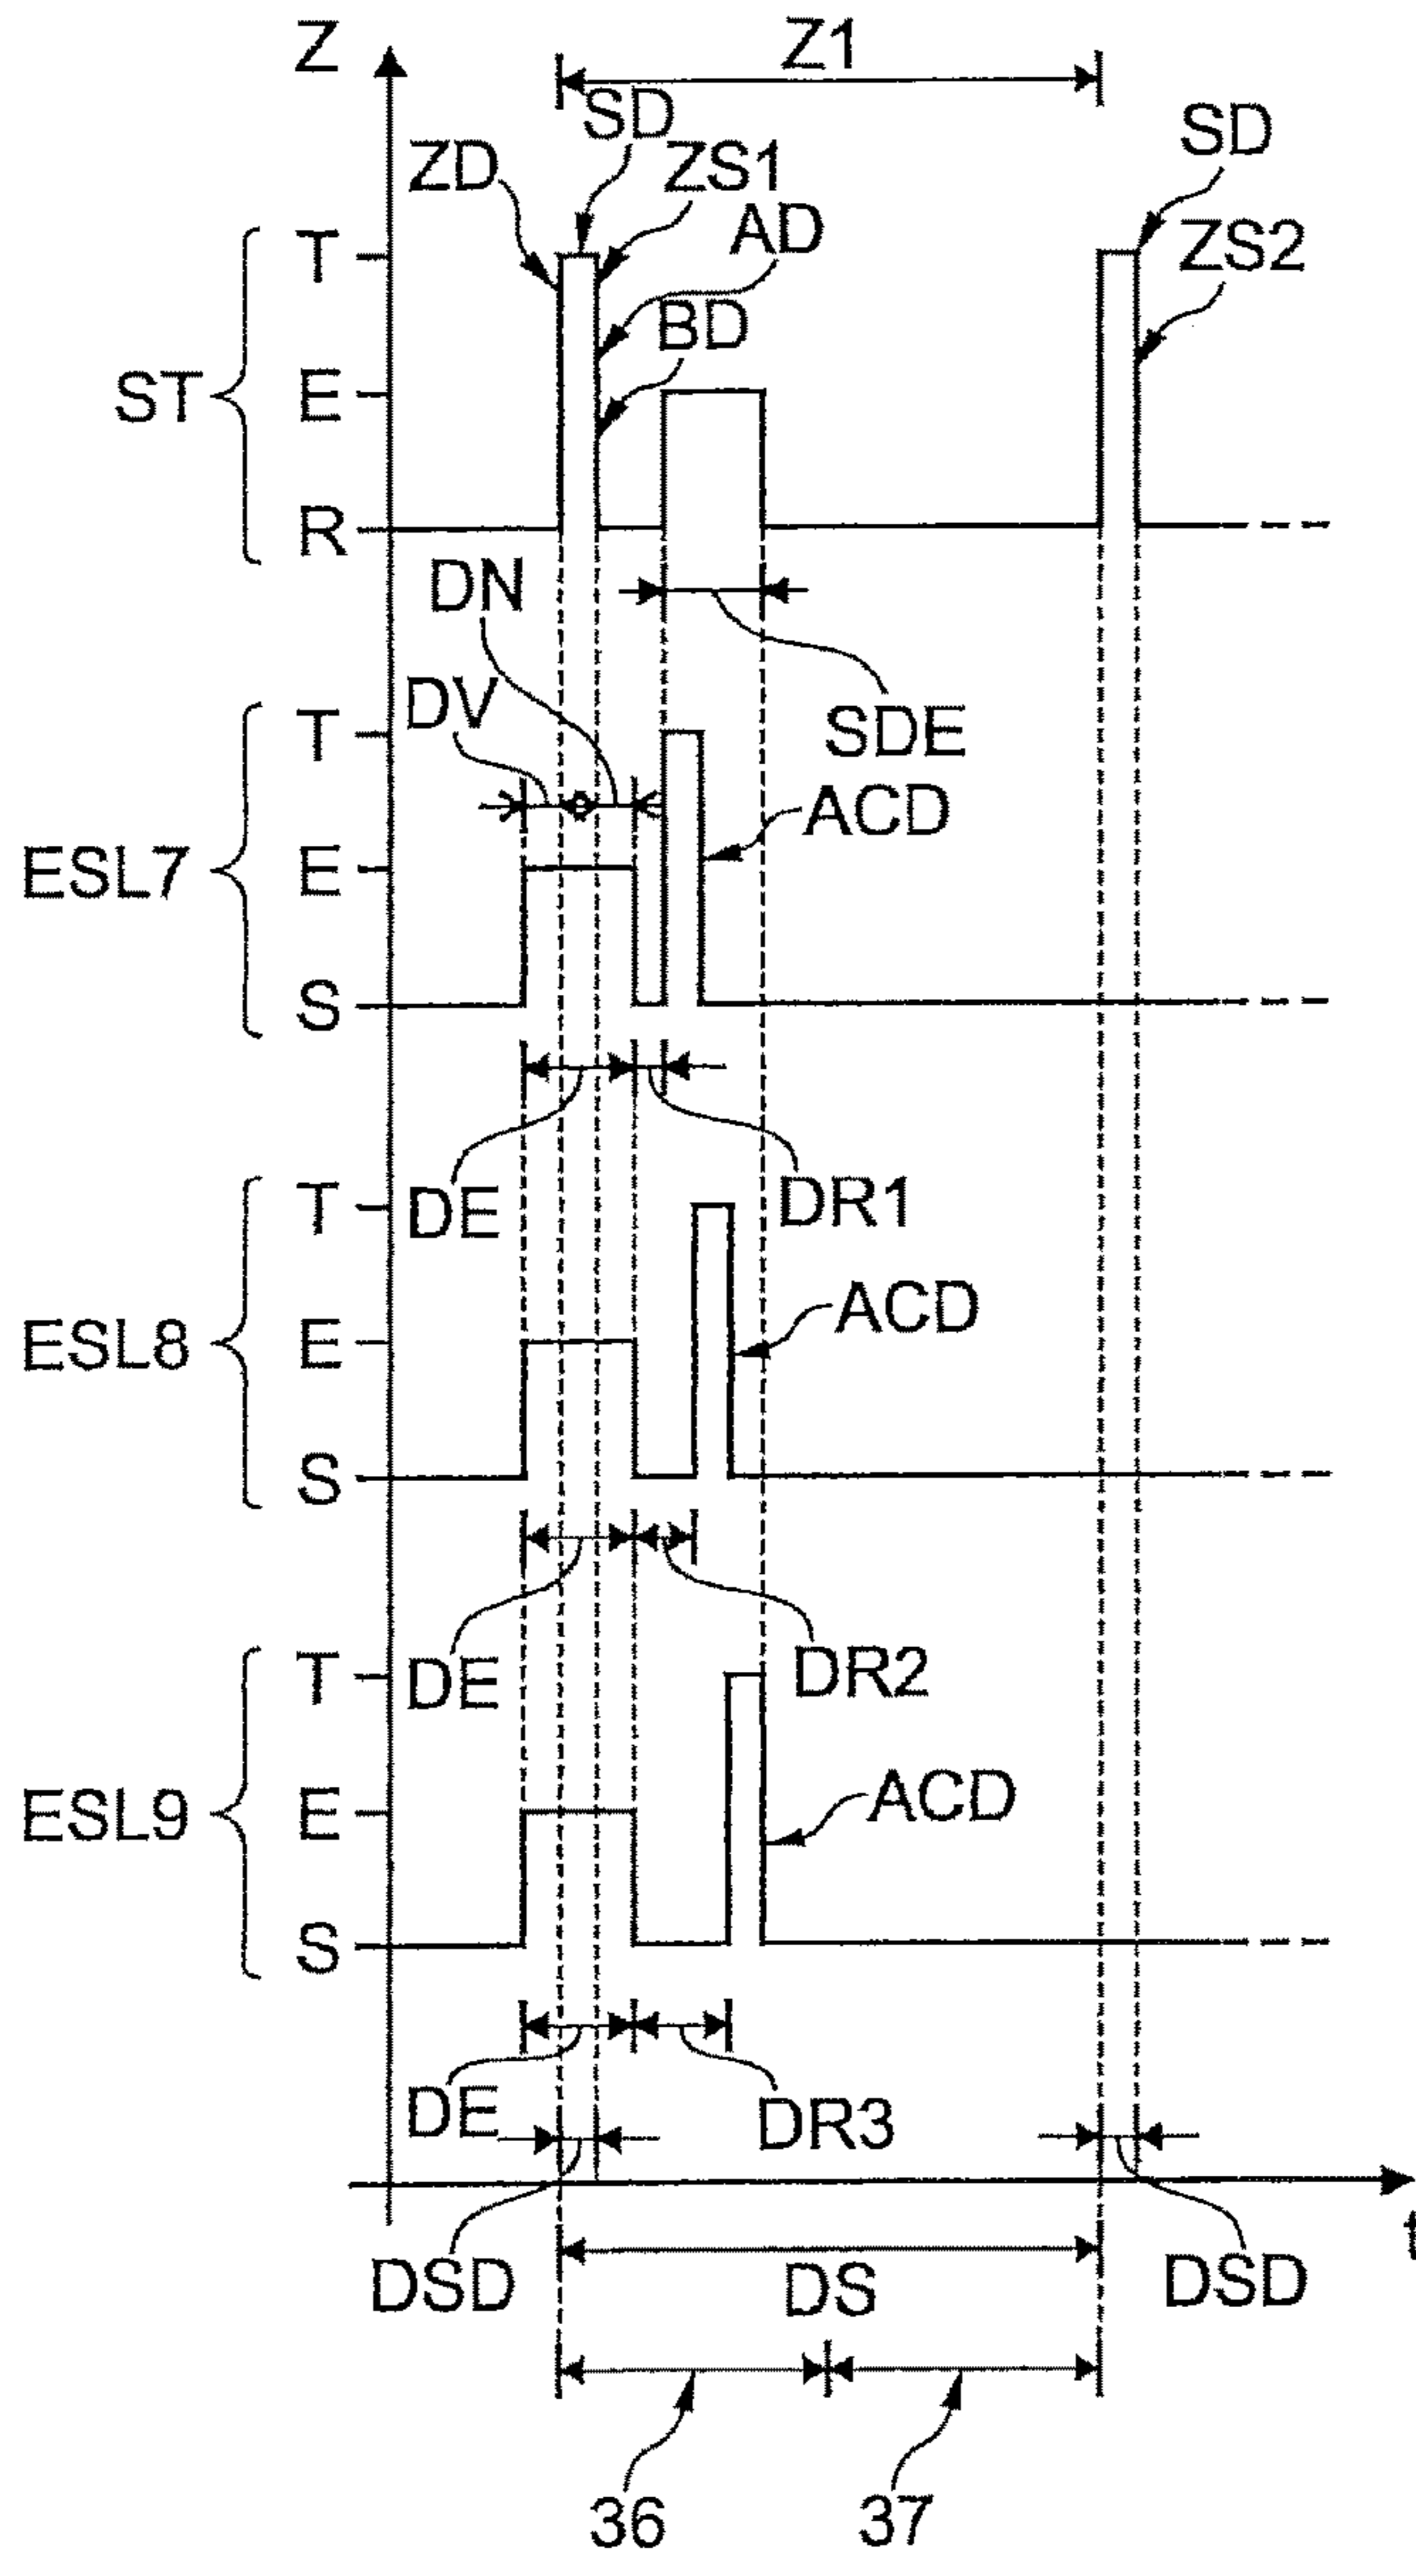 Z
Z1
SD
SD
ZD
ZS1
AD
ZS2
T
BD
ST
E
R
DN
DV
SDE
T
ACD
ESL7
E
S
DE
DR1
T
ACD
ESL8
E
S
DE
DR2
T
ACD
ESL9
E
S
DE
DR3
t
DSD
DS
DSD
36
37